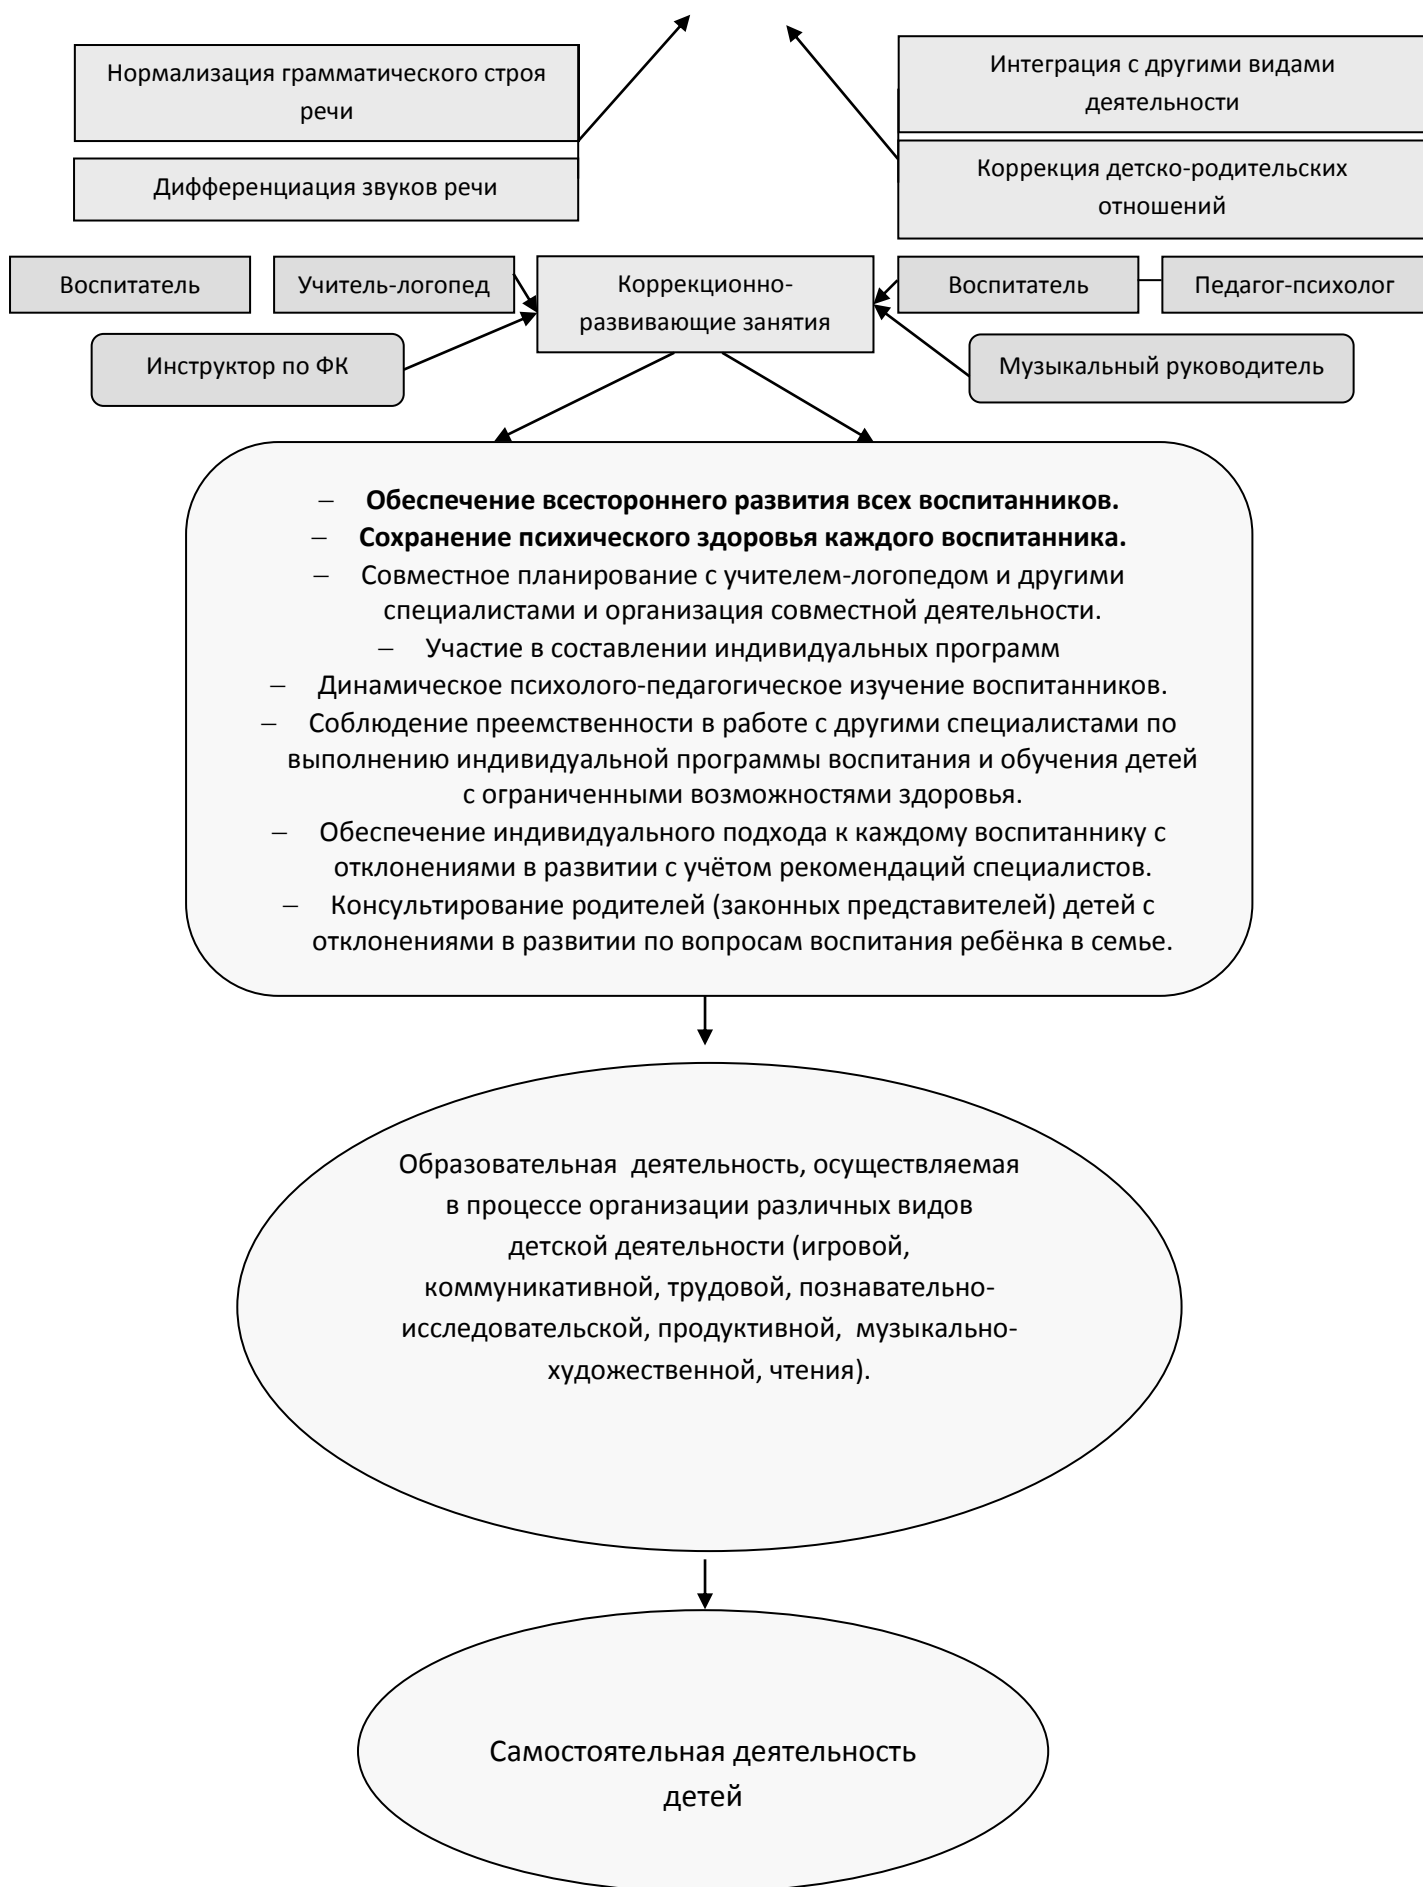 Нормализация грамматического строя
речи
Интеграция с другими видами
деятельности
Дифференциация звуков речи
Коррекция детско-родительских
отношений
Воспитатель
Учитель-логопед
Коррекционно-
развивающие занятия
Воспитатель
Педагог-психолог
Инструктор по ФК
Музыкальный руководитель
– Обеспечение всестороннего развития всех воспитанников.
– Сохранение психического здоровья каждого воспитанника.
– Совместное планирование с учителем-логопедом и другими
специалистами и организация совместной деятельности.
– Участие в составлении индивидуальных программ
– Динамическое психолого-педагогическое изучение воспитанников.
– Соблюдение преемственности в работе с другими специалистами по
выполнению индивидуальной программы воспитания и обучения детей
с ограниченными возможностями здоровья.
– Обеспечение индивидуального подхода к каждому воспитаннику с
отклонениями в развитии с учётом рекомендаций специалистов.
– Консультирование родителей (законных представителей) детей с
отклонениями в развитии по вопросам воспитания ребёнка в семье.
Образовательная деятельность, осуществляемая
в процессе организации различных видов
детской деятельности (игровой,
коммуникативной, трудовой, познавательно-
исследовательской, продуктивной, музыкально-
художественной, чтения).
Самостоятельная деятельность
детей